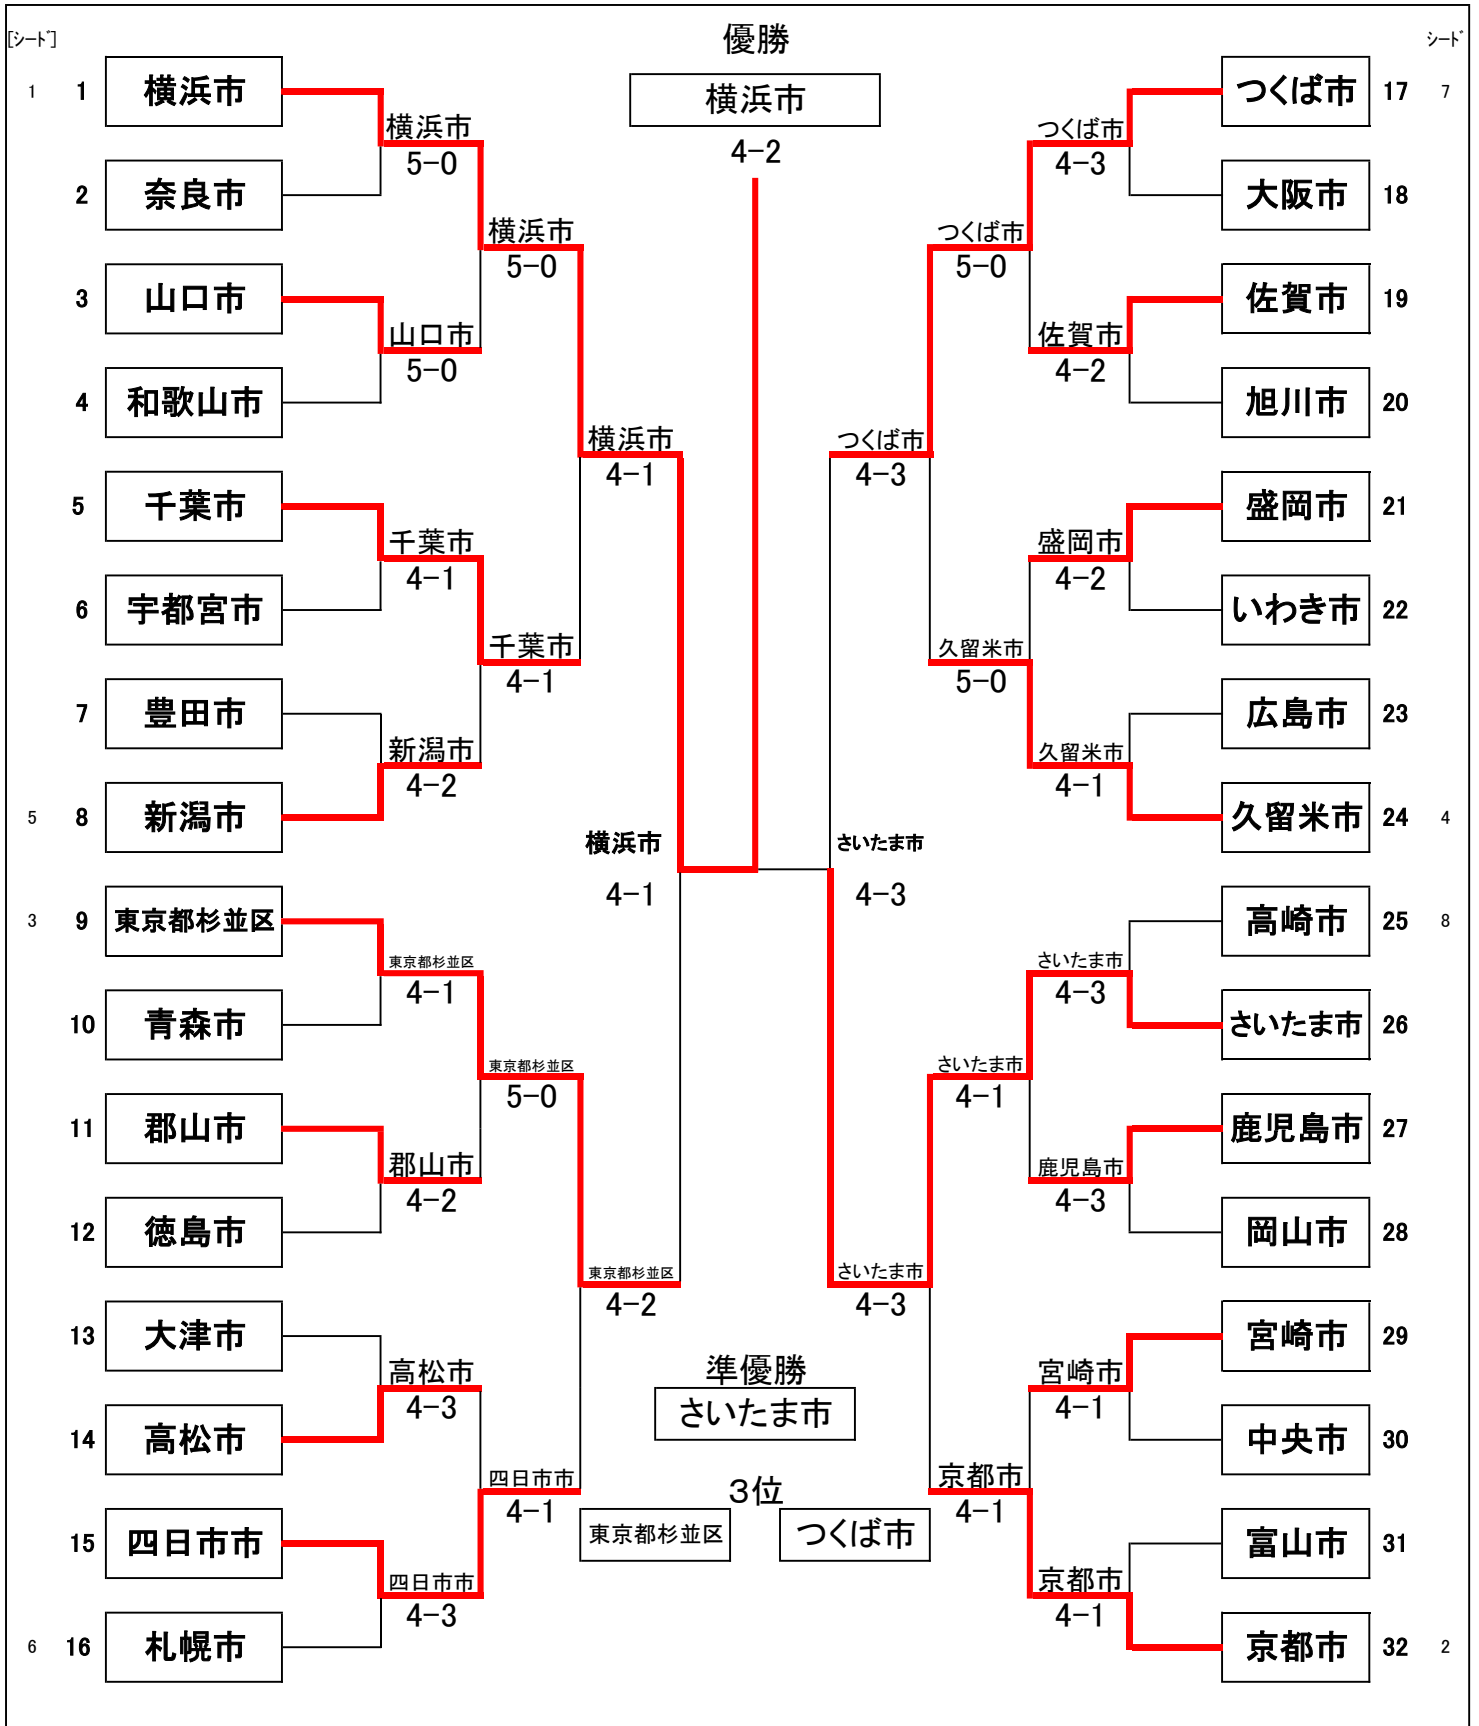 [シード]
優勝
シード
1 1 横浜市
横浜市
つくば市 17 7
横浜市
5-0
4-2
つくば市
4-3
2 奈良市
大阪市 18
横浜市
5-0
つくば市
5-0
3 山口市
佐賀市 19
山口市
5-0
佐賀市
4-2
4 和歌山市
旭川市 20
横浜市
4-1
つくば市
4-3
5 千葉市
盛岡市 21
千葉市
4-1
盛岡市
4-2
6 宇都宮市
いわき市 22
千葉市
4-1
久留米市
5-0
7 豊田市
広島市 23
新潟市
4-2
久留米市
4-1
5 8 新潟市
久留米市 24 4
横浜市
4-1
さいたま市
4-3
3 9 東京都杉並区
高崎市 25 8
東京都杉並区
4-1
さいたま市
4-3
10 青森市
さいたま市 26
東京都杉並区
5-0
さいたま市
4-1
11 郡山市
鹿児島市 27
郡山市
4-2
鹿児島市
4-3
12 徳島市
岡山市 28
東京都杉並区
4-2
さいたま市
4-3
13 大津市
宮崎市 29
高松市
4-3
準優勝
さいたま市
宮崎市
4-1
14 高松市
中央市 30
四日市市
4-1
3位
東京都杉並区
つくば市
京都市
4-1
15 四日市市
富山市 31
四日市市
4-3
京都市
4-1
6 16 札幌市
京都市 32 2